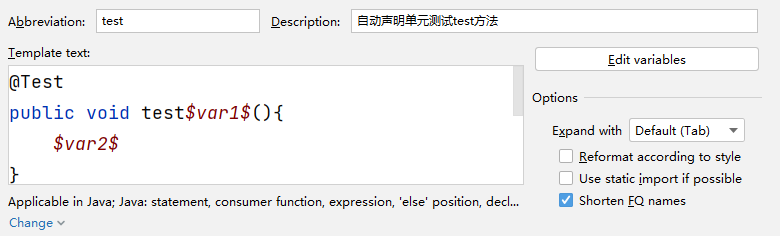 Abbreviation: test Description: 自动声明单元测试test方法
Template text:
@Test
public void test$var1$(){
    $var2$
}
Edit variables
Options
Expand with Default (Tab)
Reformat according to style
Use static import if possible
Shorten FQ names
Applicable in Java; Java: statement, consumer function, expression, 'else' position, decl...
Change